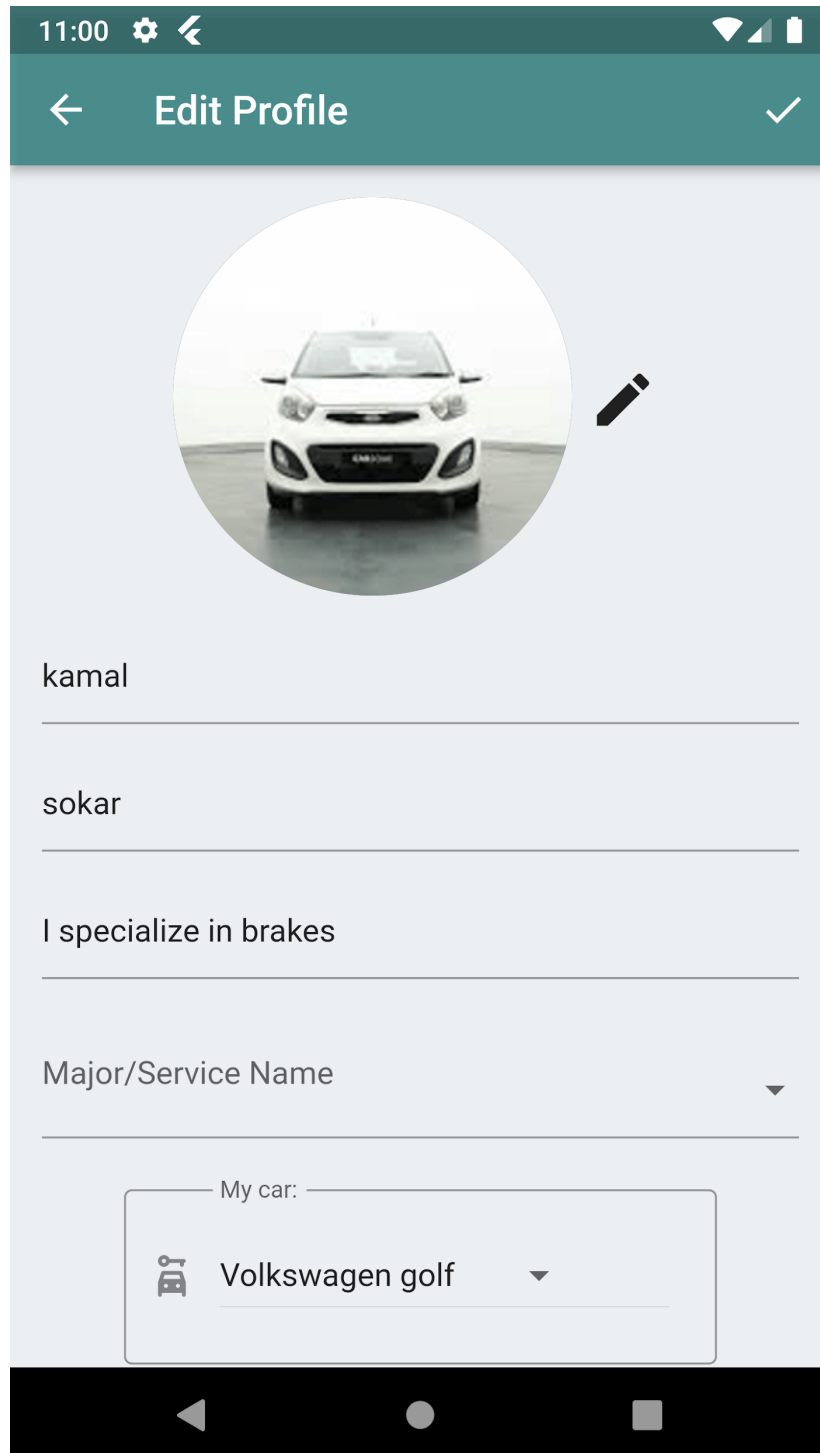 11:00
Edit Profile
kamal
sokar
I specialize in brakes
Major/Service Name
My car:
Volkswagen golf